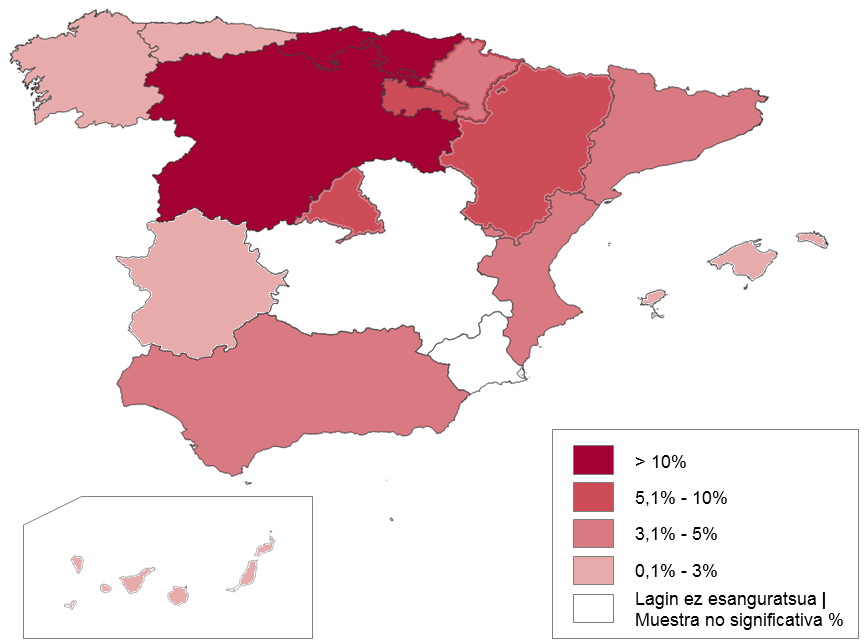 > 10%
5,1% - 10%
3,1% - 5%
0,1% - 3%
Lagin ez esanguratsua |
Muestra no significativa %